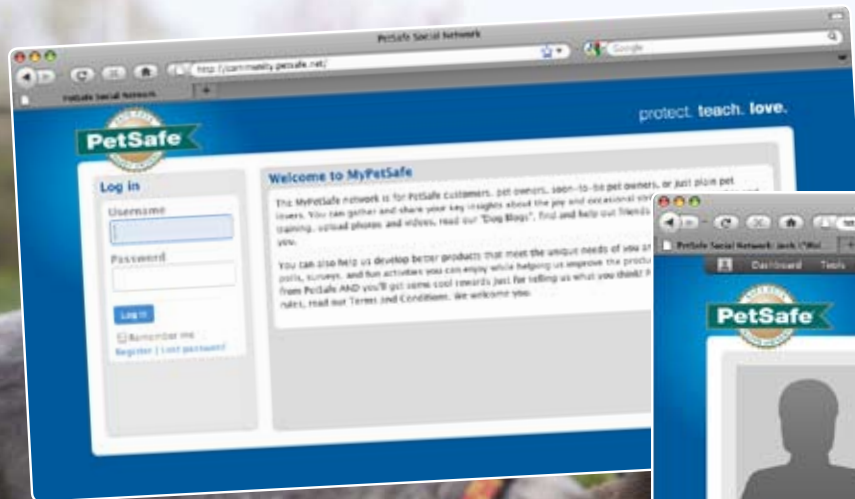 PetSafe Social Network
http://community.petsafe.net/
Google
PetSafe Social Network
protect. teach. love.
PetSafe
Log in
Username
Password
Log in
Remember me
Register | Lost password
Welcome to MyPetSafe
The MyPetSafe network is for PetSafe customers, pet owners, soon-to-be pet owners, or just plain pet
lovers. You can gather and share your key insights about the joy and occasional
training, upload photos and videos, read our "Dog Blogs", find and help our friends
you.
You can also help us develop better products that meet the unique needs of you
polls, surveys, and fun activities you can enjoy while helping us improve the
from PetSafe AND you'll get some cool rewards just for telling us what you think!
rules, read our Terms and Conditions. We welcome you.
PetSafe Social Network:
Dashboard Tools
PetSafe